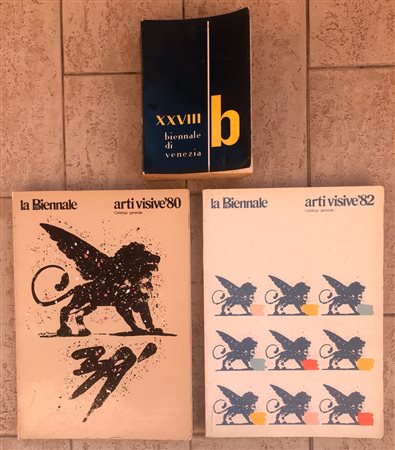 XXVIII
b
biennale
di
venezia
la Biennale arti visive'80
Catalogo generale
la Biennale arti visive'82
Catalogo generale